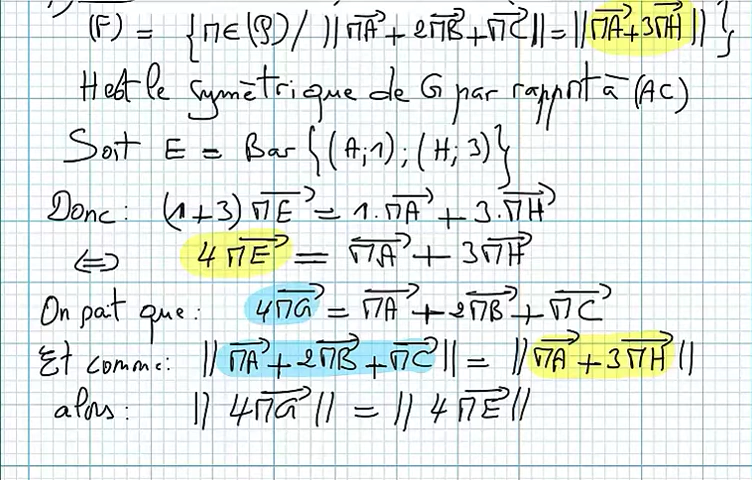 (F) = {M∈(P)/ ||MA→ + 2MB→ + MC→|| = ||MA→ + 3MH→||}
H est le symètrique de G par rapport à (AC)
Soit E = Bar {(A;1);(H;3)}
Donc: (1+3) ME→ = 1.MA→ + 3.MH→
⇔ 4ME→ = MA→ + 3MH→
On sait que: 4MG→ = MA→ + 2MB→ + MC→
Et comme: ||MA→ + 2MB→ + MC→|| = ||MA→ + 3MH→||
alors: ||4MG→|| = ||4ME→||